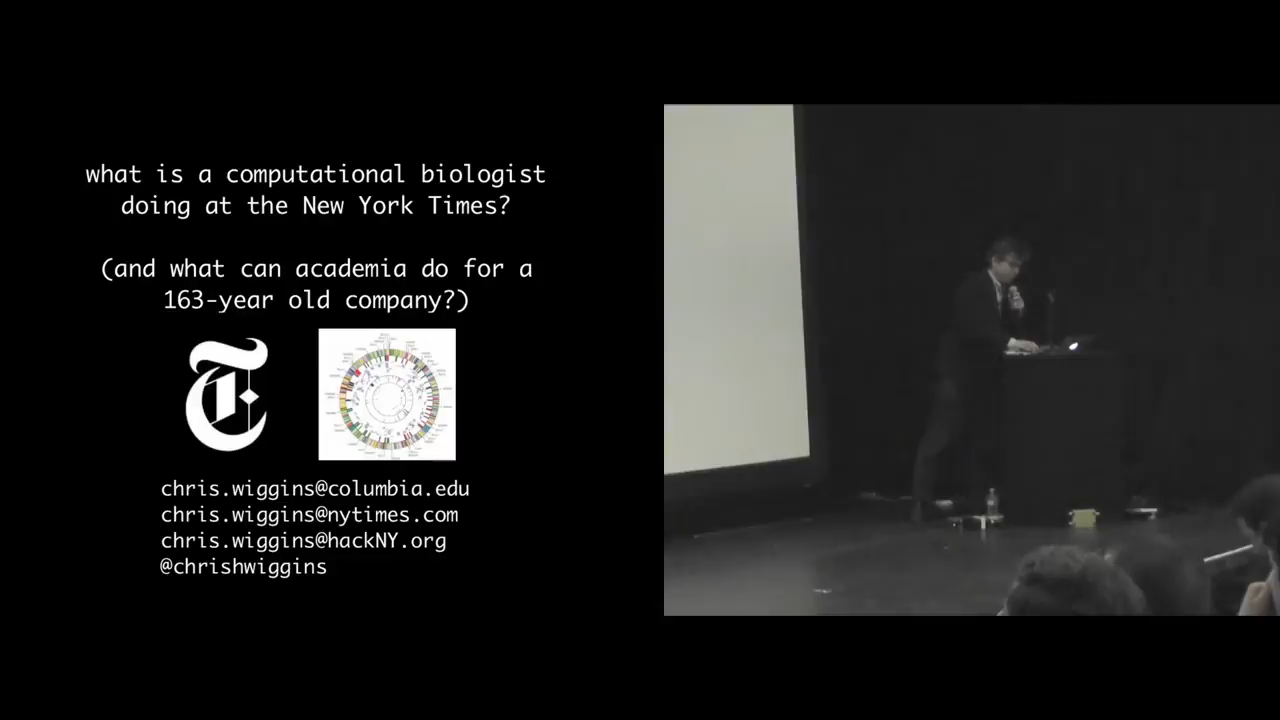 what is a computational biologist
doing at the New York Times?
(and what can academia do for a
163-year old company?)
chris.wiggins@columbia.edu
chris.wiggins@nytimes.com
chris.wiggins@hackNY.org
@chrishwiggins